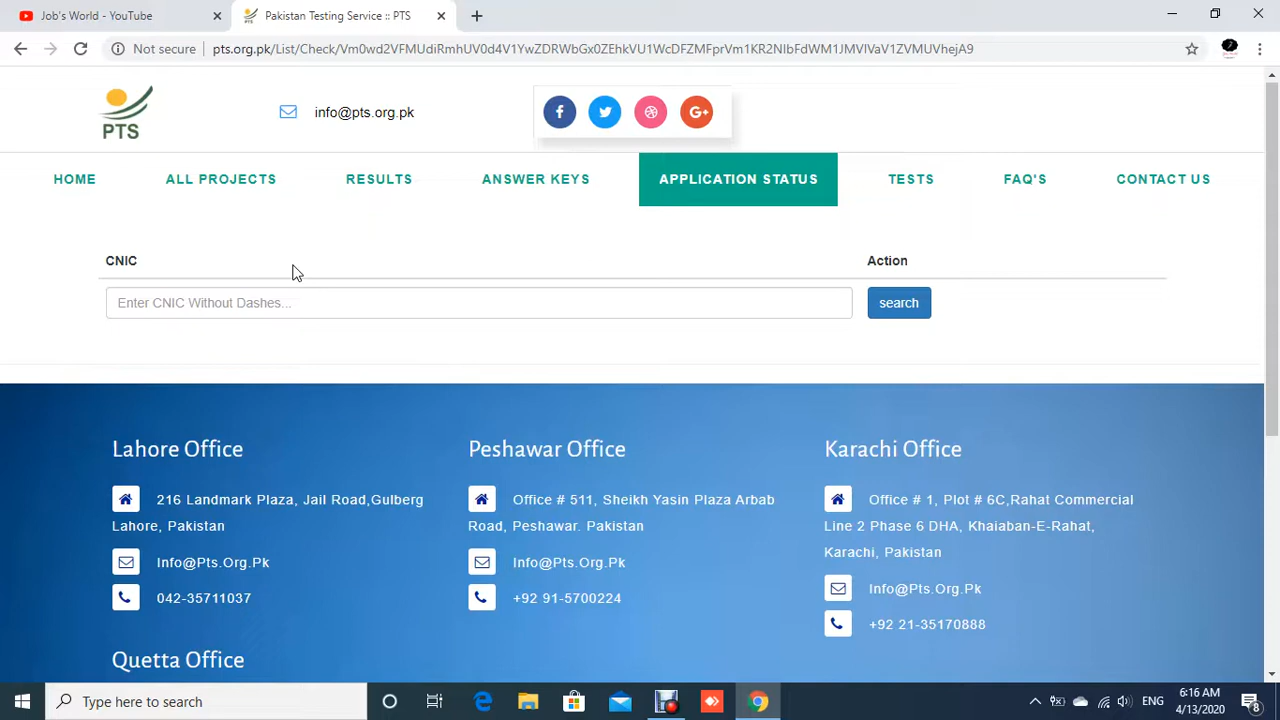 Job's World - YouTube
Pakistan Testing Service :: PTS
Not secure
pts.org.pk/List/Check/Vm0wd2VFMUdiRmhUV0d4V1YwZDRWbGx0ZEhkVU1WcDFZMFprVm1KR2NIbFdWM1JMVlVaV1ZVMUVhejA9
PTS
info@pts.org.pk
f
G+
HOME
ALL PROJECTS
RESULTS
ANSWER KEYS
APPLICATION STATUS
TESTS
FAQ'S
CONTACT US
CNIC
Action
Enter CNIC Without Dashes...
search
Lahore Office
216 Landmark Plaza, Jail Road,Gulberg
Lahore, Pakistan
Info@Pts.Org.Pk
042-35711037
Peshawar Office
Office # 511, Sheikh Yasin Plaza Arbab
Road, Peshawar. Pakistan
Info@Pts.Org.Pk
+92 91-5700224
Karachi Office
Office # 1, Plot # 6C,Rahat Commercial
Line 2 Phase 6 DHA, Khaiaban-E-Rahat,
Karachi, Pakistan
Info@Pts.Org.Pk
+92 21-35170888
Quetta Office
Type here to search
ENG
6:16 AM
4/13/2020
8